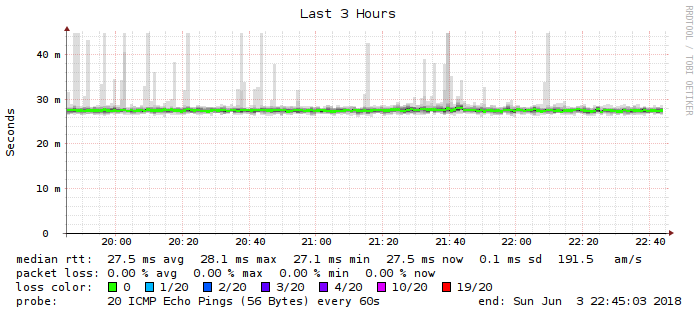 Last 3 Hours
RRDTOOL / TOBI OETIKER
Seconds
40 m
30 m
20 m
10 m
0
20:00 20:20 20:40 21:00 21:20 21:40 22:00 22:20 22:40
median rtt: 27.5 ms avg 28.1 ms max 27.1 ms min 27.5 ms now 0.1 ms sd 191.5 am/s
packet loss: 0.00 % avg 0.00 % max 0.00 % min 0.00 % now
loss color: 0 1/20 2/20 3/20 4/20 10/20 19/20
probe: 20 ICMP Echo Pings (56 Bytes) every 60s end: Sun Jun 3 22:45:03 2018